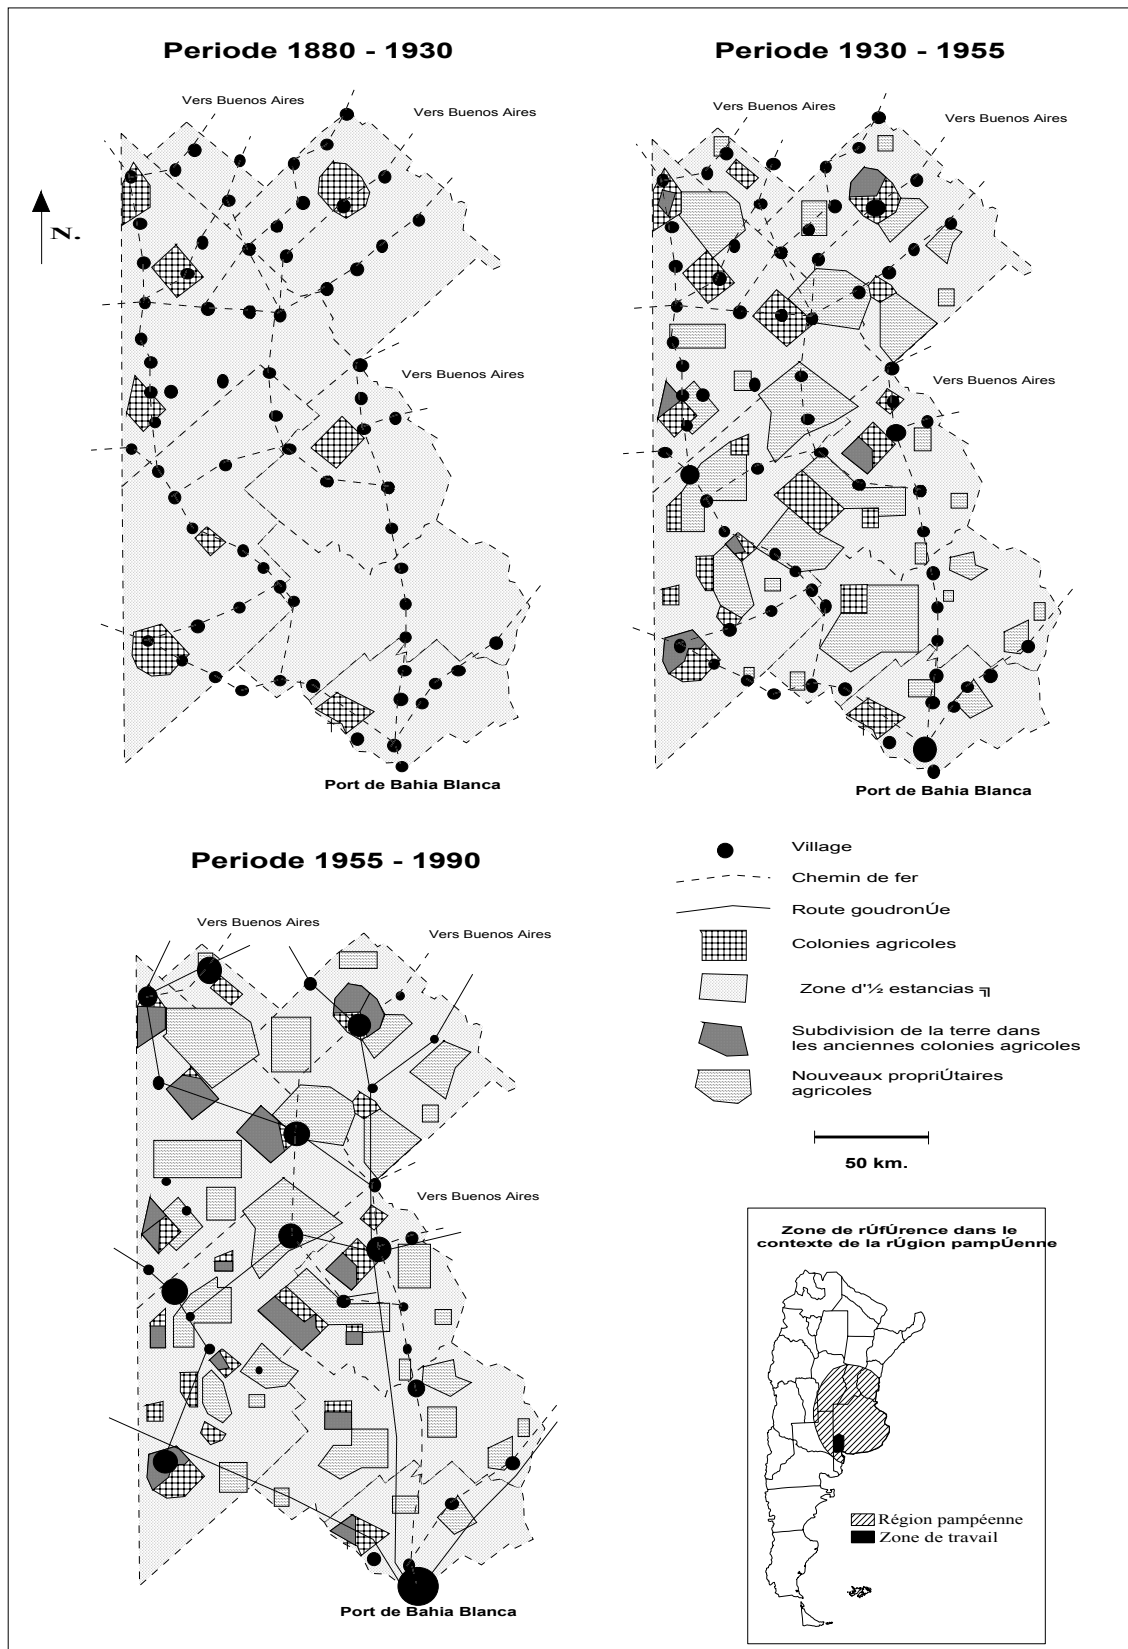 Periode 1880 - 1930
Vers Buenos Aires
Vers Buenos Aires
N.
Vers Buenos Aires
Port de Bahia Blanca
Periode 1930 - 1955
Vers Buenos Aires
Vers Buenos Aires
Vers Buenos Aires
Port de Bahia Blanca
Periode 1955 - 1990
Vers Buenos Aires
Vers Buenos Aires
Vers Buenos Aires
Port de Bahia Blanca
Village
Chemin de fer
Route goudronÚe
Colonies agricoles
Zone d'½ estancias ╗
Subdivision de la terre dans
les anciennes colonies agricoles
Nouveaux propriÚtaires
agricoles
50 km.
Zone de rÚfÚrence dans le
contexte de la rÚgion pampÚenne
Région pampéenne
Zone de travail